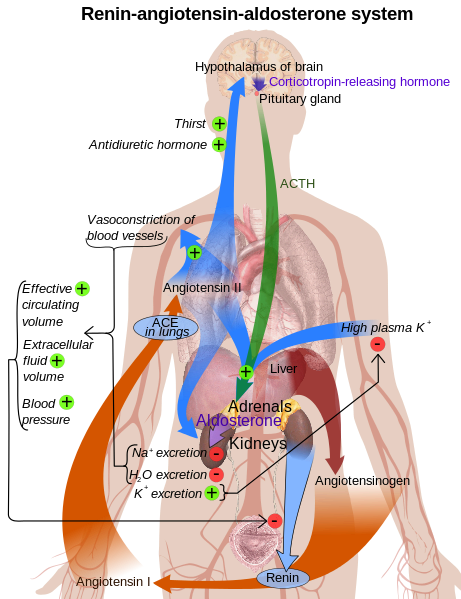 Renin-angiotensin-aldosterone system
Hypothalamus of brain
Corticotropin-releasing hormone
Pituitary gland
Thirst +
Antidiuretic hormone +
ACTH
Vasoconstriction of
blood vessels
+
Angiotensin II
Effective +
circulating
volume
ACE
in lungs
High plasma K+
-
Extracellular
fluid +
volume
+
Liver
Blood +
pressure
Adrenals
Aldosterone
Kidneys
Na+ excretion -
H2O excretion -
K+ excretion +
Angiotensinogen
-
Angiotensin I
Renin